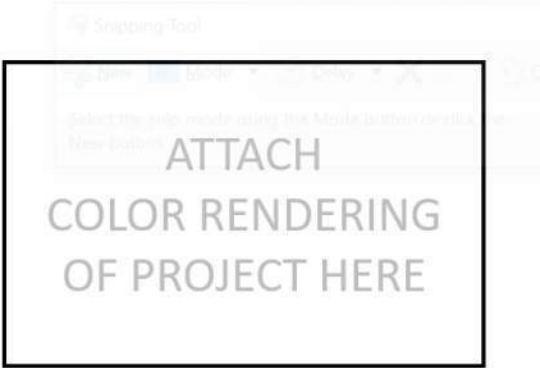 Snipping Tool
New Mode Delay
Select the snip mode using the Mode button or click the
New button
ATTACH
COLOR RENDERING
OF PROJECT HERE